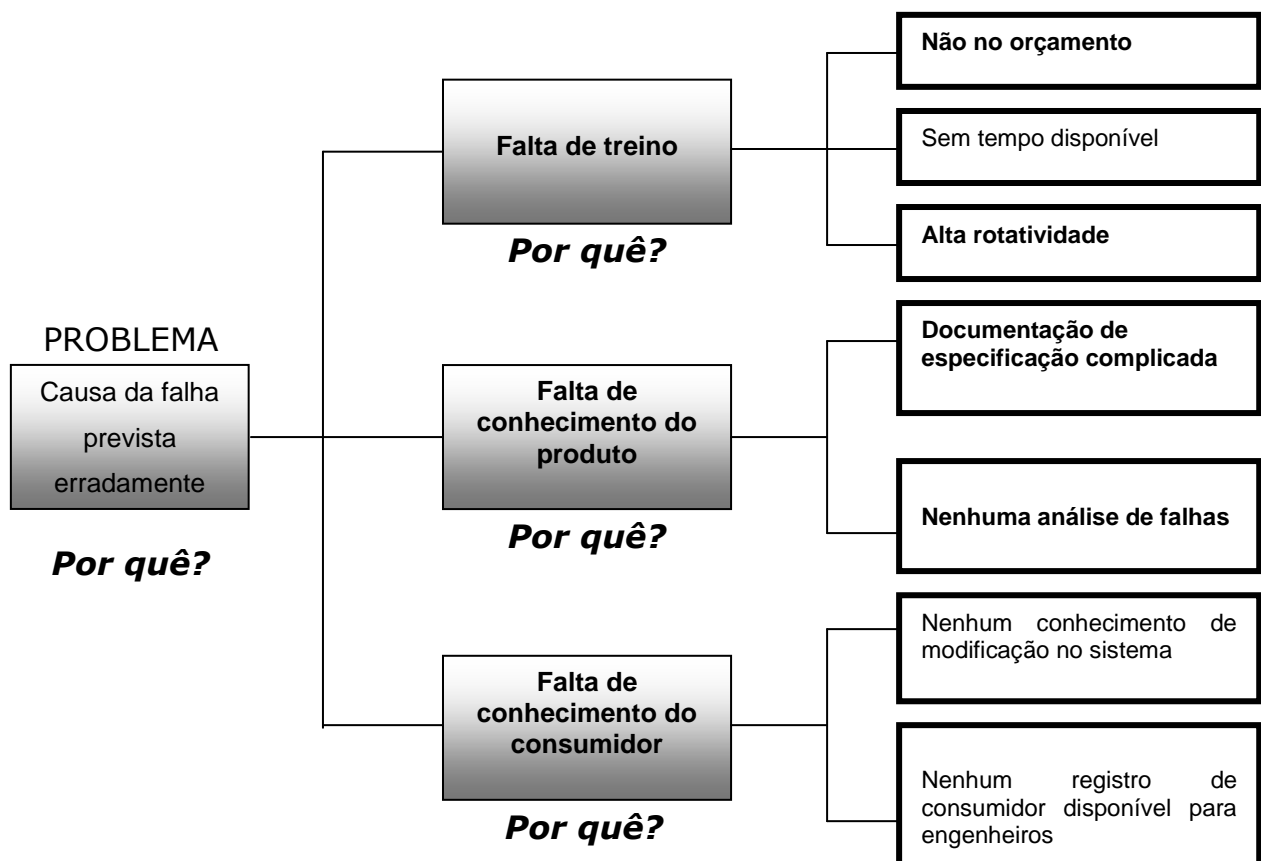 PROBLEMA
Causa da falha
prevista
erradamente
Por quê?
Falta de treino
Por quê?
Não no orçamento
Sem tempo disponível
Alta rotatividade
Falta de
conhecimento do
produto
Por quê?
Documentação de
especificação complicada
Nenhuma análise de falhas
Falta de
conhecimento do
consumidor
Por quê?
Nenhum conhecimento de
modificação no sistema
Nenhum registro de
consumidor disponível para
engenheiros